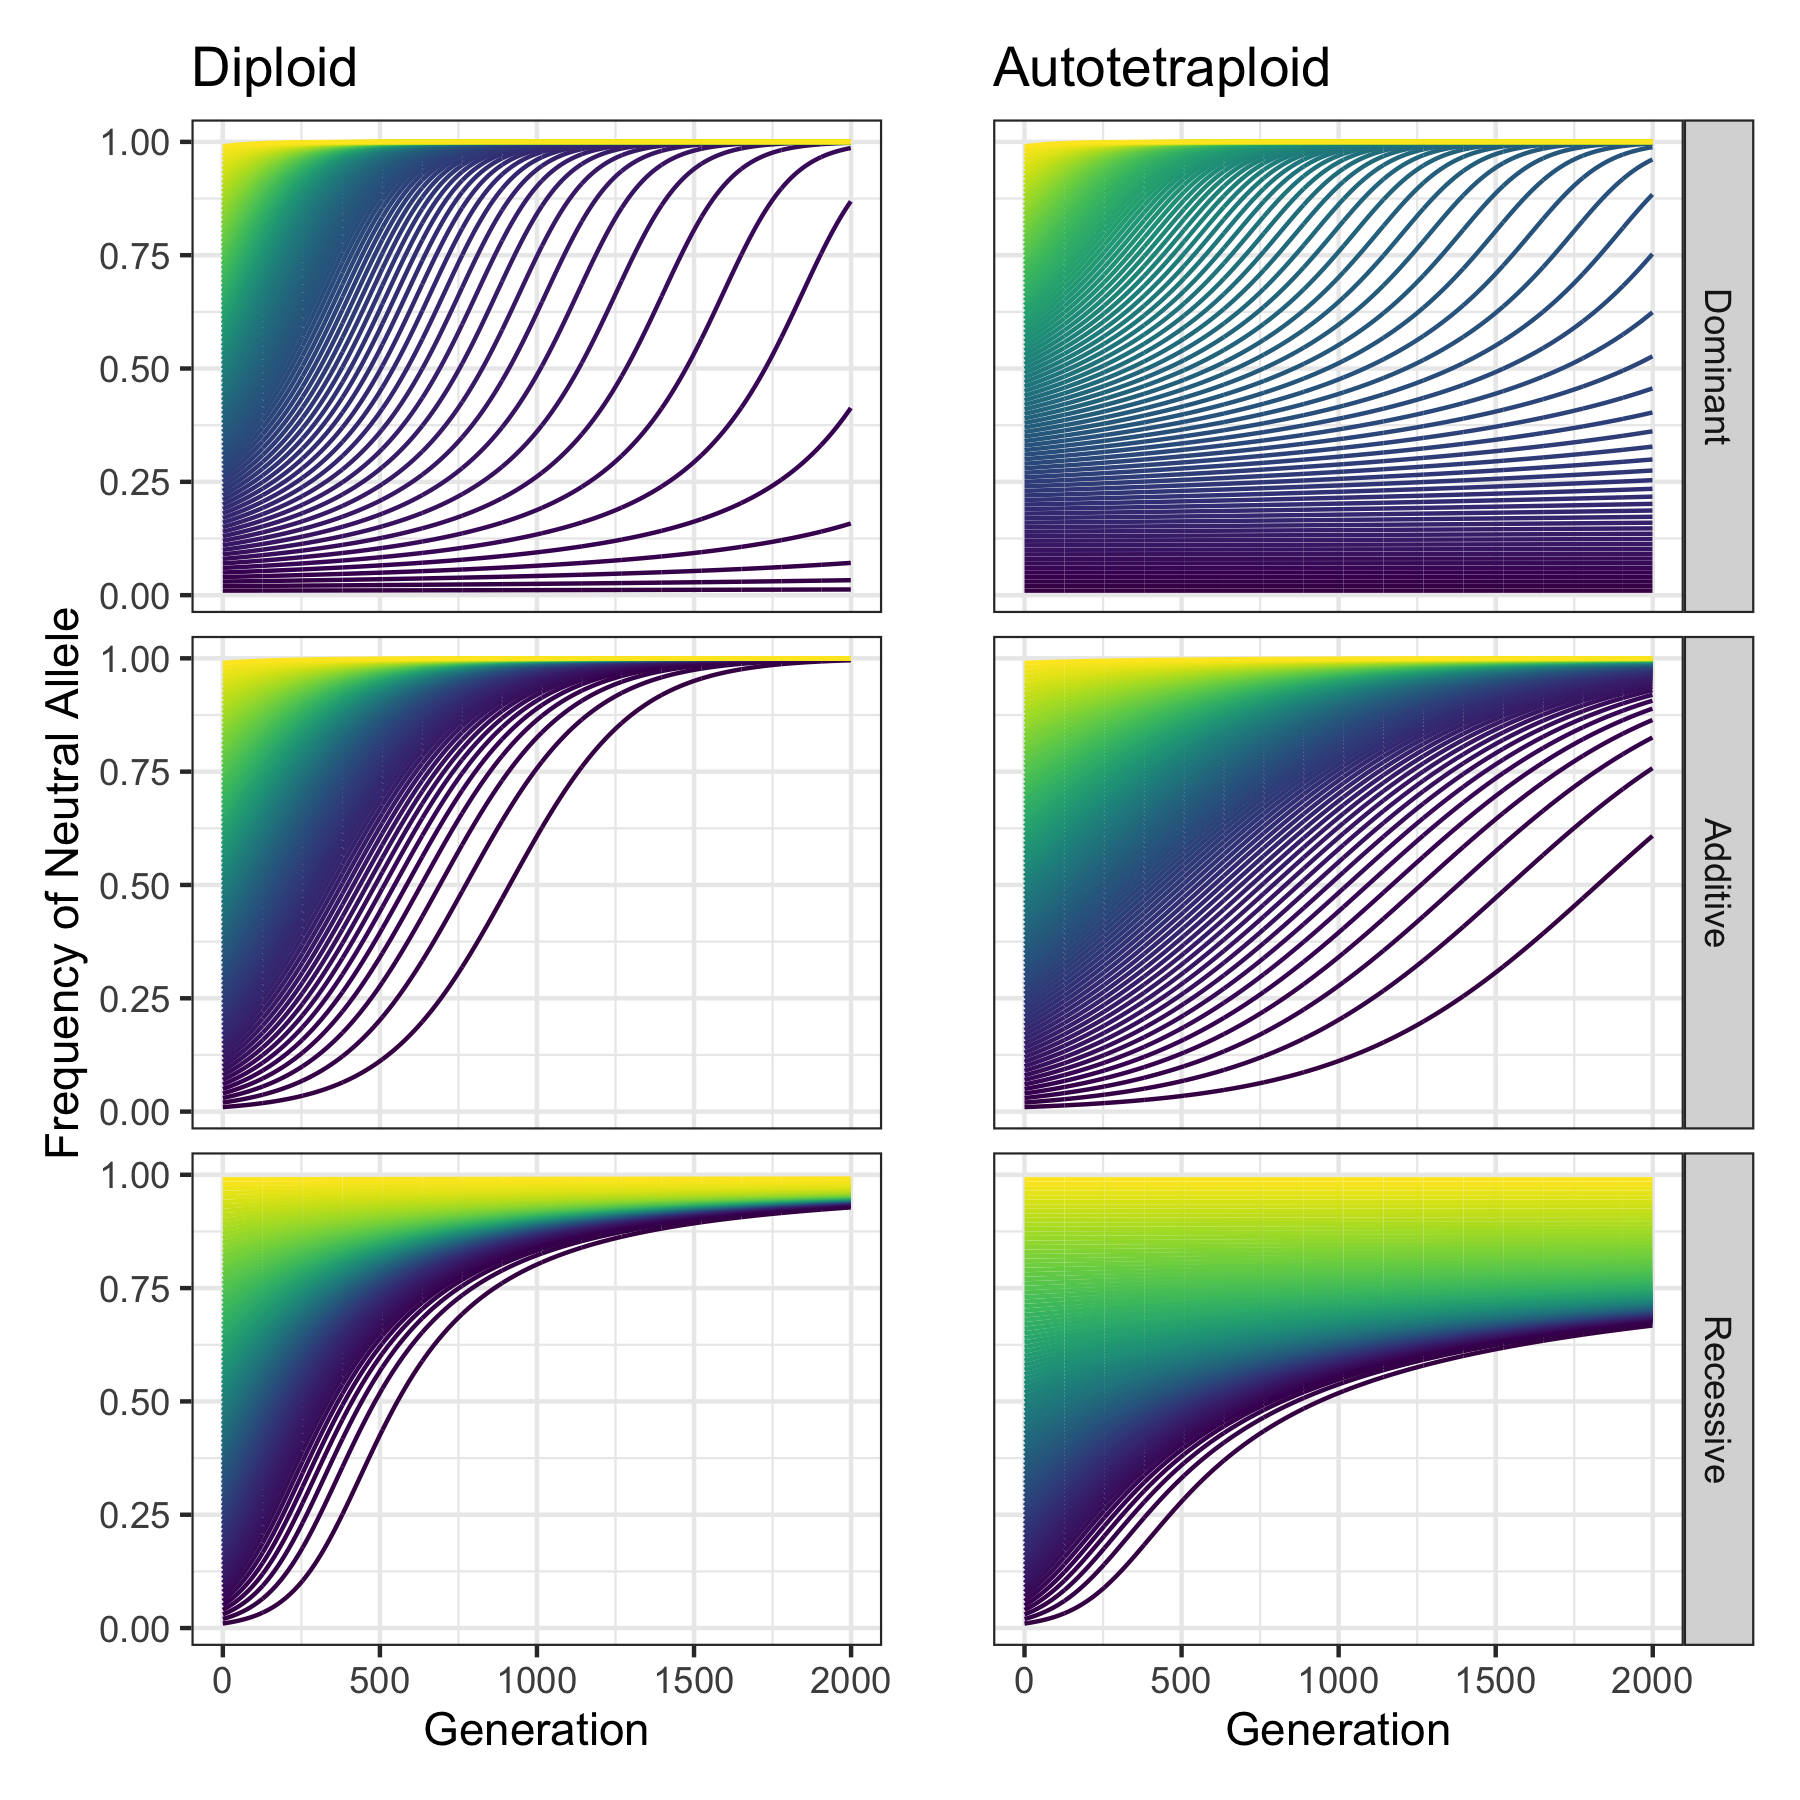 Diploid
Autotetraploid
Frequency of Neutral Allele
1.00
0.75
0.50
0.25
0.00
Dominant
1.00
0.75
0.50
0.25
0.00
Additive
1.00
0.75
0.50
0.25
0.00
Recessive
0 500 1000 1500 2000
0 500 1000 1500 2000
Generation
Generation